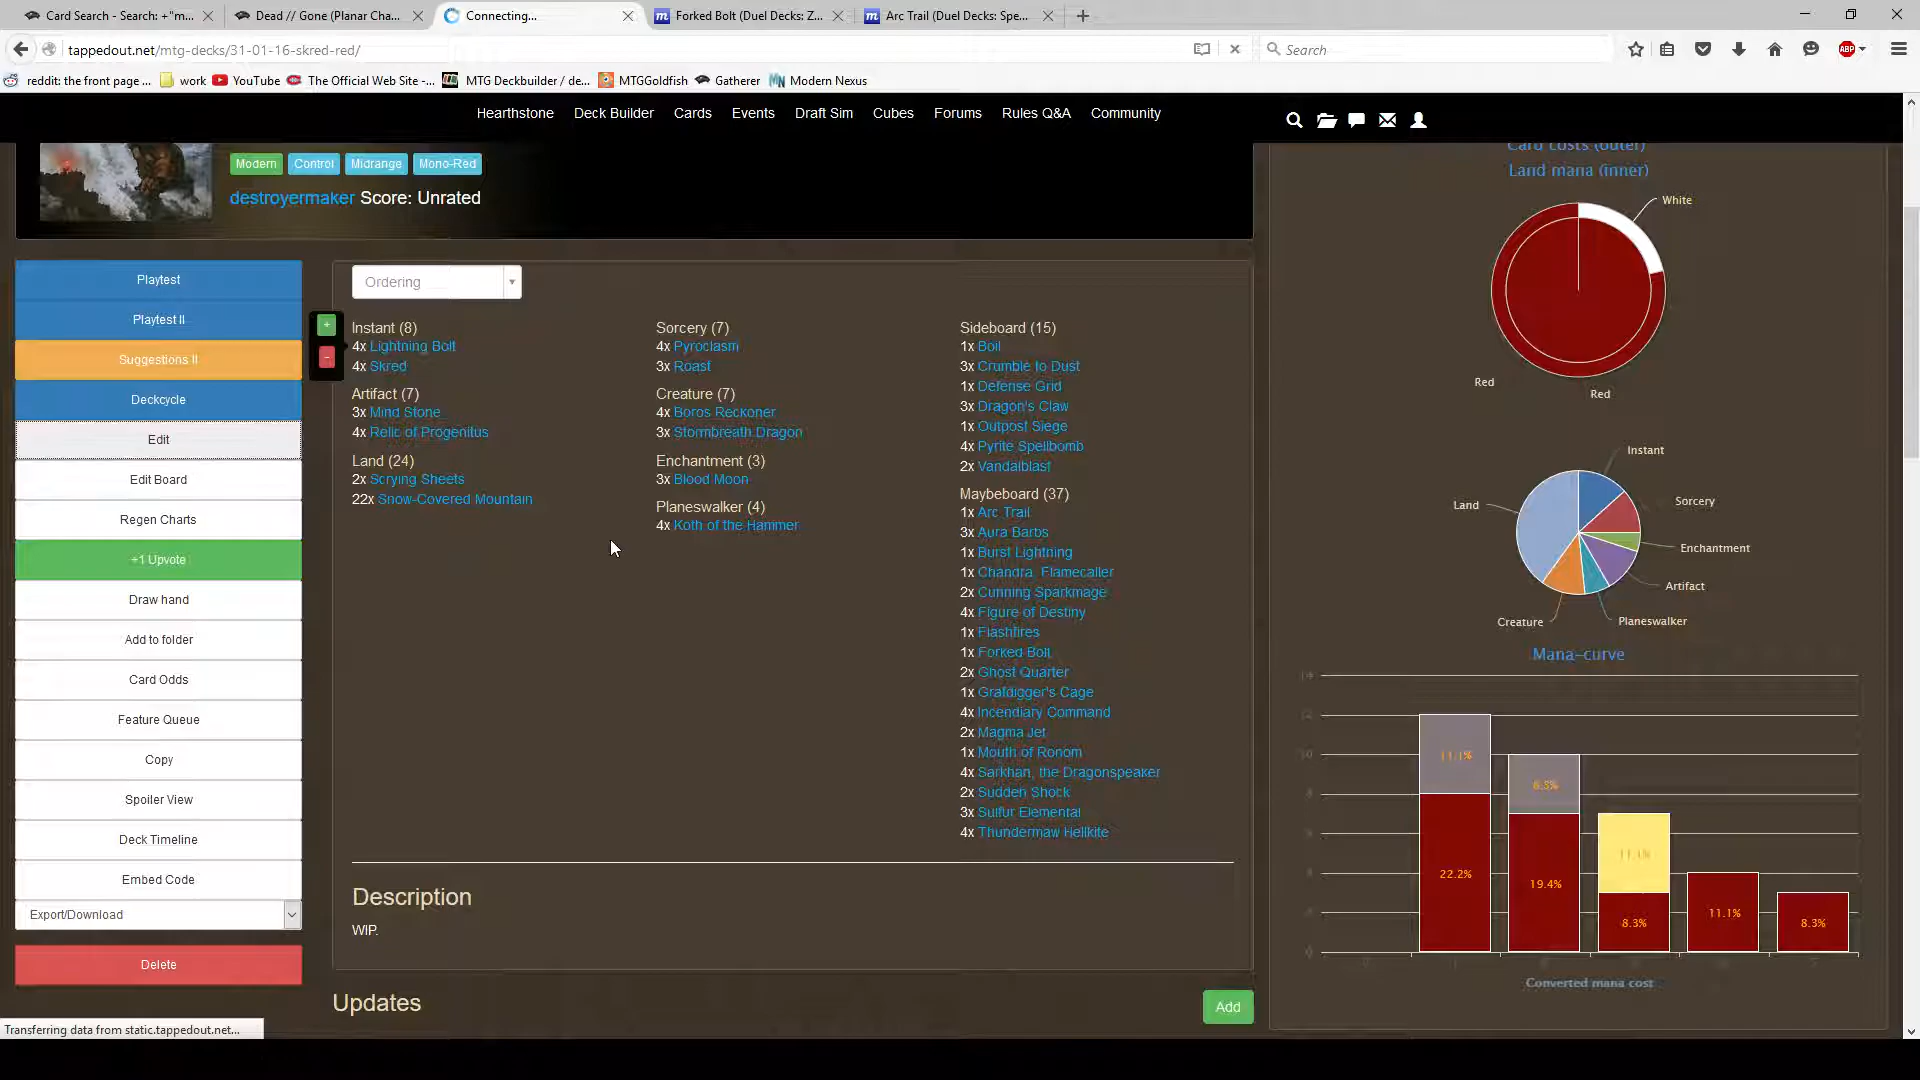 Card Search - Search: +"m...
Dead // Gone (Planar Cha...
Connecting...
Forked Bolt (Duel Decks: Z...
Arc Trail (Duel Decks: Spe...
tappedout.net/mtg-decks/31-01-16-skred-red/
Search
ABP
reddit: the front page ...
work
YouTube
The Official Web Site -...
MTG Deckbuilder / de...
MTGGoldfish
Gatherer
Modern Nexus
Hearthstone
Deck Builder
Cards
Events
Draft Sim
Cubes
Forums
Rules Q&A
Community
Modern
Control
Midrange
Mono-Red
destroyermaker Score: Unrated
Playtest
Playtest II
Suggestions II
Deckcycle
Edit
Edit Board
Regen Charts
+1 Upvote
Draw hand
Add to folder
Card Odds
Feature Queue
Copy
Spoiler View
Deck Timeline
Embed Code
Export/Download
Delete
Transferring data from static.tappedout.net...
Ordering
+
-
Instant (8)
4x Lightning Bolt
4x Skred
Artifact (7)
3x Mind Stone
4x Relic of Progenitus
Land (24)
2x Scrying Sheets
22x Snow-Covered Mountain
Sorcery (7)
4x Pyroclasm
3x Roast
Creature (7)
4x Boros Reckoner
3x Stormbreath Dragon
Enchantment (3)
3x Blood Moon
Planeswalker (4)
4x Koth of the Hammer
Sideboard (15)
1x Boil
3x Crumble to Dust
1x Defense Grid
3x Dragon's Claw
1x Outpost Siege
4x Pyrite Spellbomb
2x Vandalblast
Maybeboard (37)
1x Arc Trail
3x Aura Barbs
1x Burst Lightning
1x Chandra, Flamecaller
2x Cunning Sparkmage
4x Figure of Destiny
1x Flashfires
1x Forked Bolt
2x Ghost Quarter
1x Grafdigger's Cage
4x Incendiary Command
2x Magma Jet
1x Mouth of Ronom
4x Sarkhan, the Dragonspeaker
2x Sudden Shock
3x Sulfur Elemental
4x Thundermaw Hellkite
Description
WIP.
Updates
Add
Card costs (outer)
Land mana (inner)
White
Red
Red
Instant
Sorcery
Land
Enchantment
Artifact
Creature
Planeswalker
Mana-curve
14
12
10
11.1%
6.3%
11.1%
22.2%
19.4%
8.3%
11.1%
8.3%
Converted mana cost